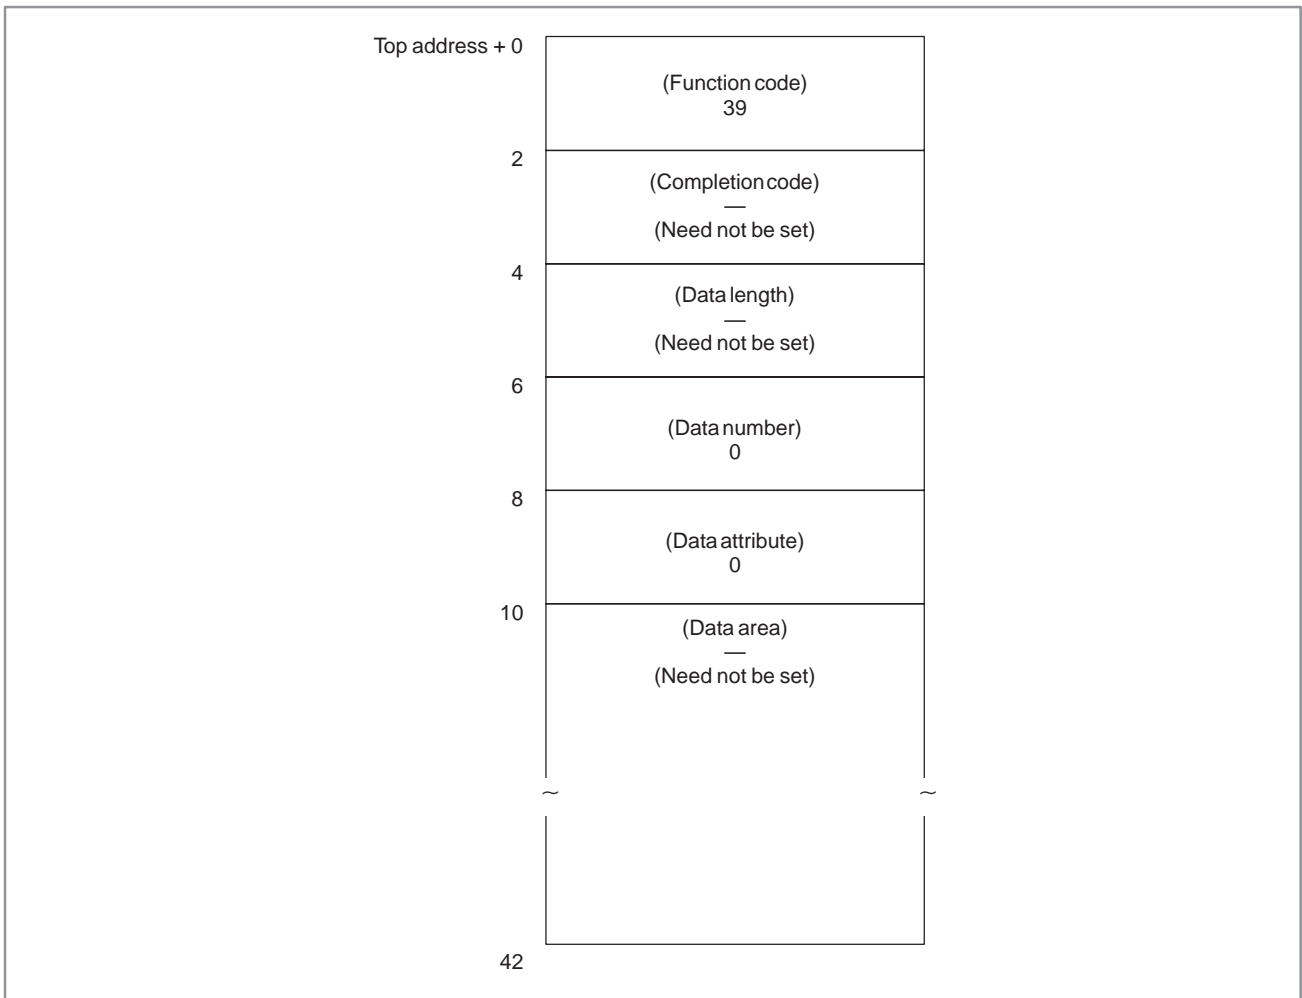 Top address + 0
(Function code)
39
2
(Completion code)
—
(Need not be set)
4
(Data length)
—
(Need not be set)
6
(Data number)
0
8
(Data attribute)
0
10
(Data area)
—
(Need not be set)
~ ~
42